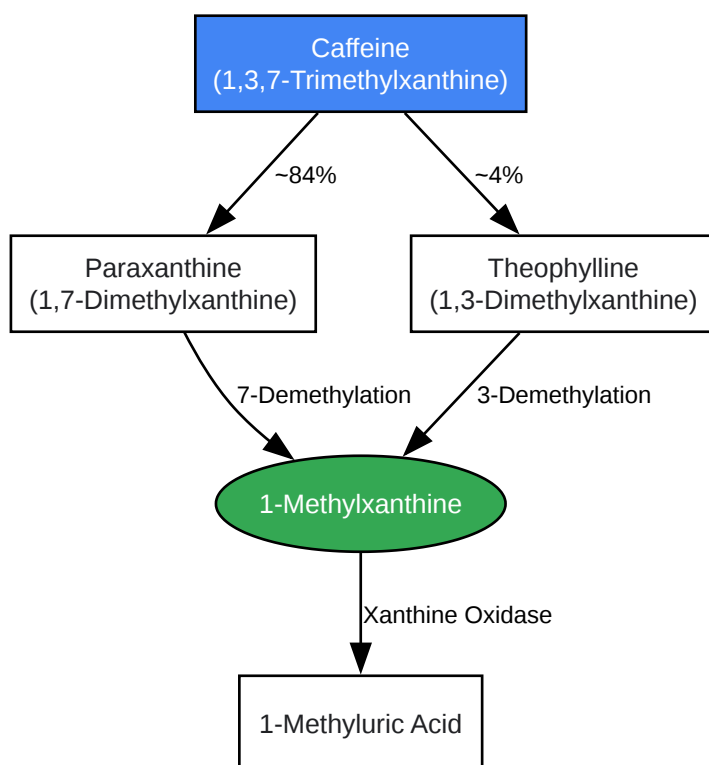 Caffeine
(1,3,7-Trimethylxanthine)
~84%
~4%
Paraxanthine
(1,7-Dimethylxanthine)
Theophylline
(1,3-Dimethylxanthine)
7-Demethylation
3-Demethylation
1-Methylxanthine
Xanthine Oxidase
1-Methyluric Acid